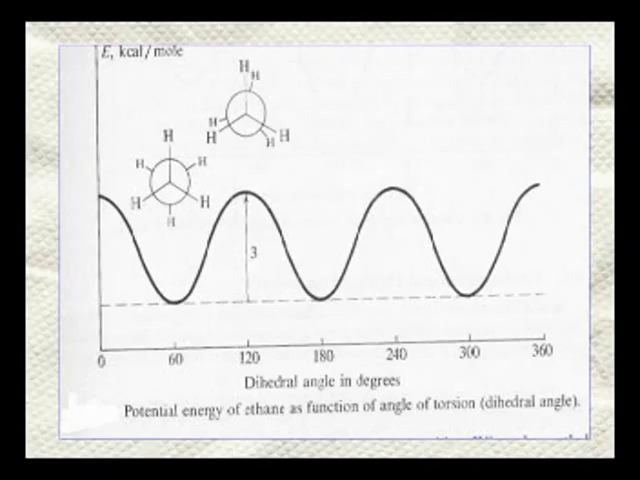 E, kcal/mole
H
H
H
H
H
H
H
H
H
H
H
H
3
0
60
120
180
240
300
360
Dihedral angle in degrees
Potential energy of ethane as function of angle of torsion (dihedral angle).